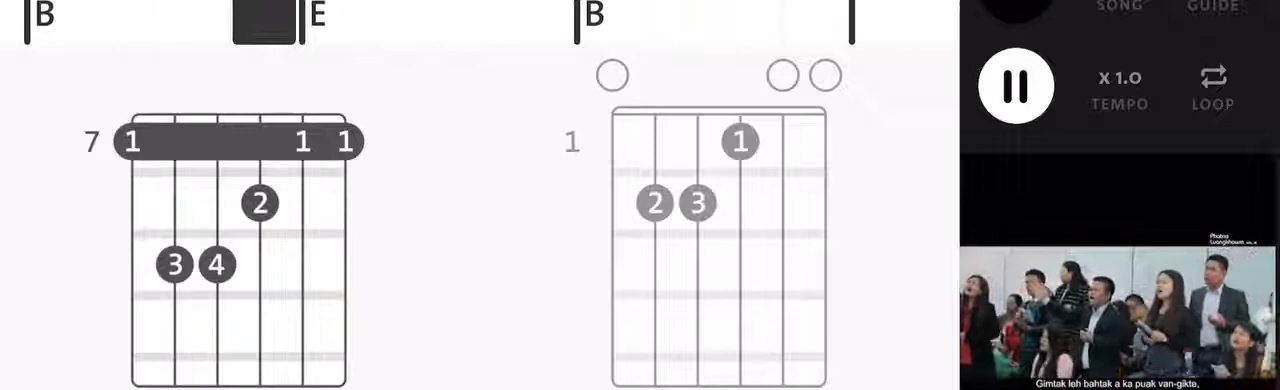 B E B
SONG GUIDE
7 1 1 1
1 1
X 1.0
TEMPO LOOP
2
2 3
3 4
Phatna
Gimtak leh bahtak a ka puak van-gikte,